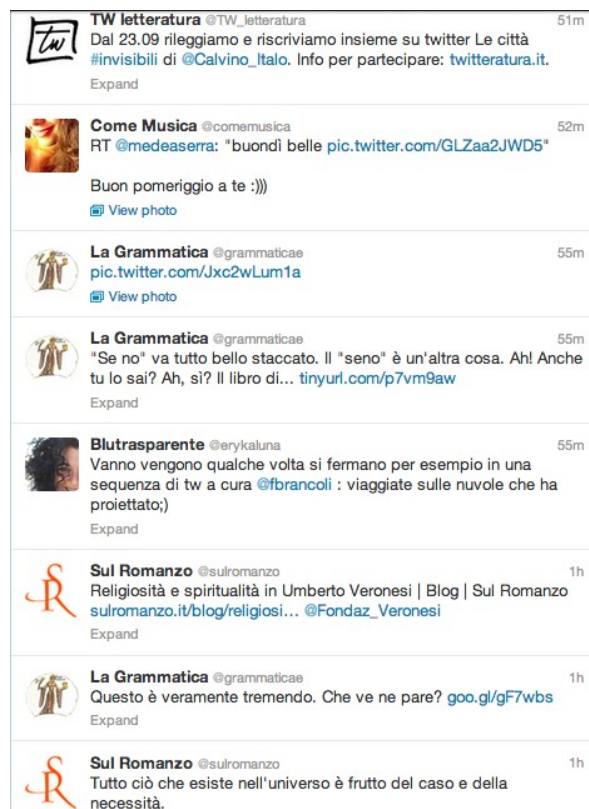 TW letteratura @TW_letteratura 51m
Dal 23.09 rileggiamo e riscriviamo insieme su twitter Le città
#invisibili di @Calvino_Italo. Info per partecipare: twitteratura.it.
Expand
Come Musica @comemusica 52m
RT @medeaserra: "buondì belle pic.twitter.com/GLZaa2JWD5"
Buon pomeriggio a te :)))
View photo
La Grammatica @grammaticae 55m
pic.twitter.com/Jxc2wLum1a
View photo
La Grammatica @grammaticae 55m
"Se no" va tutto bello staccato. Il "seno" è un'altra cosa. Ah! Anche
tu lo sai? Ah, sì? Il libro di... tinyurl.com/p7vm9aw
Expand
Blutrasparente @erykaluna 55m
Vanno vengono qualche volta si fermano per esempio in una
sequenza di tw a cura @fbrancoli : viaggiate sulle nuvole che ha
proiettato;)
Expand
Sul Romanzo @sulromanzo 1h
Religiosità e spiritualità in Umberto Veronesi | Blog | Sul Romanzo
sulromanzo.it/blog/religiosi... @Fondaz_Veronesi
Expand
La Grammatica @grammaticae 1h
Questo è veramente tremendo. Che ve ne pare? goo.gl/gF7wbs
Expand
Sul Romanzo @sulromanzo 1h
Tutto ciò che esiste nell'universo è frutto del caso e della
necessità.